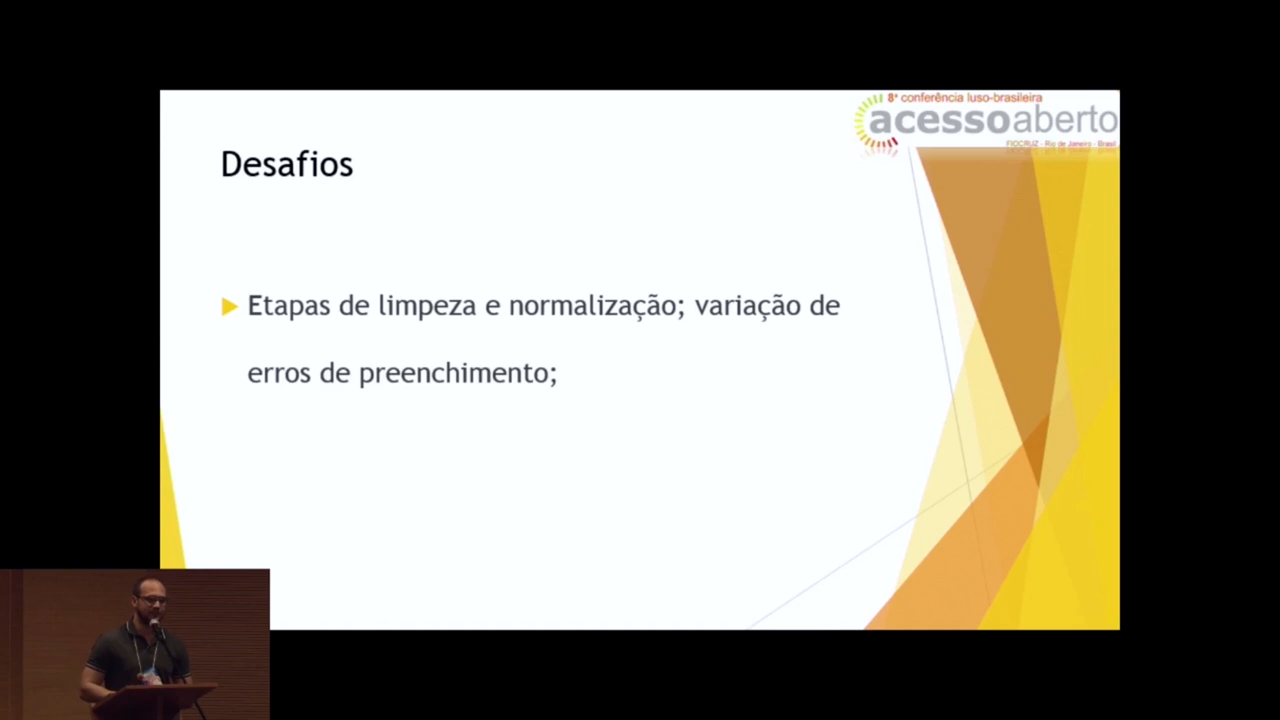 8ª conferência luso-brasileira
acessoaberto
FIOCRUZ - Rio de Janeiro - Brasil
Desafios
Etapas de limpeza e normalização; variação de
erros de preenchimento;